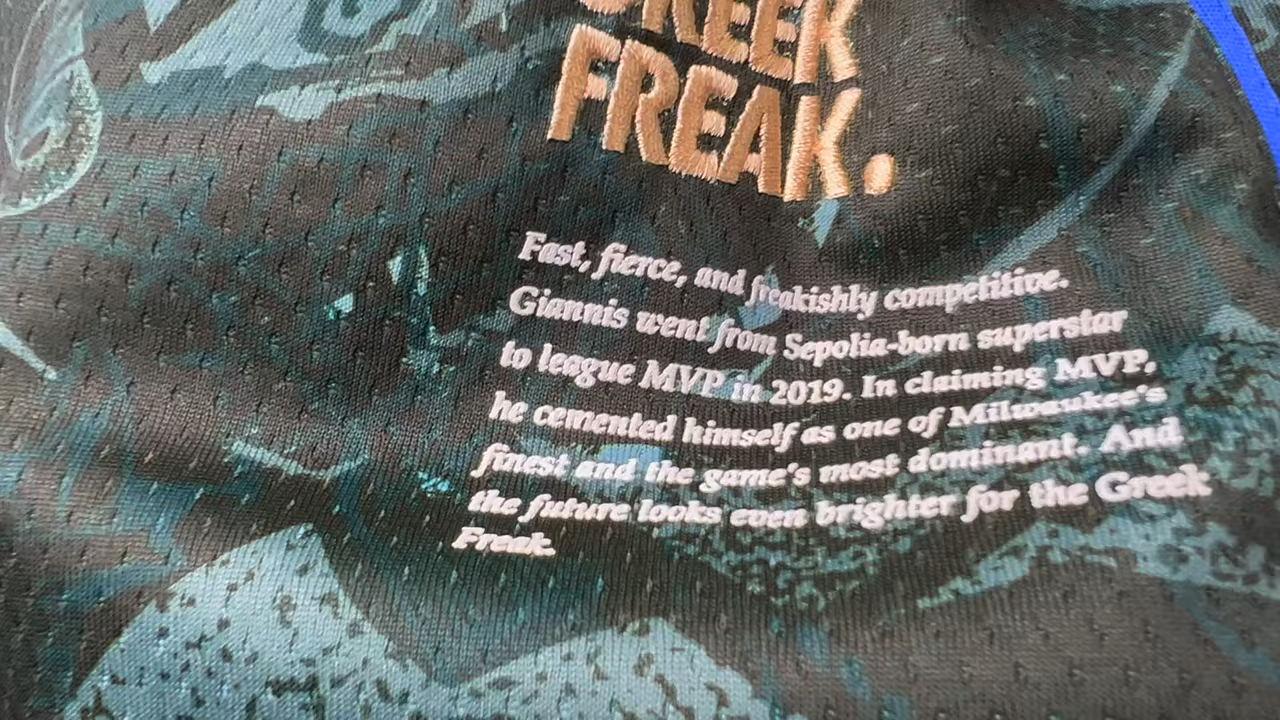 GREEK
FREAK.
Fast, fierce, and freakishly competitive.
Giannis went from Sepolia-born superstar
to league MVP in 2019. In claiming MVP,
he cemented himself as one of Milwaukee's
finest and the game's most dominant. And
the future looks even brighter for the Greek
Freak.